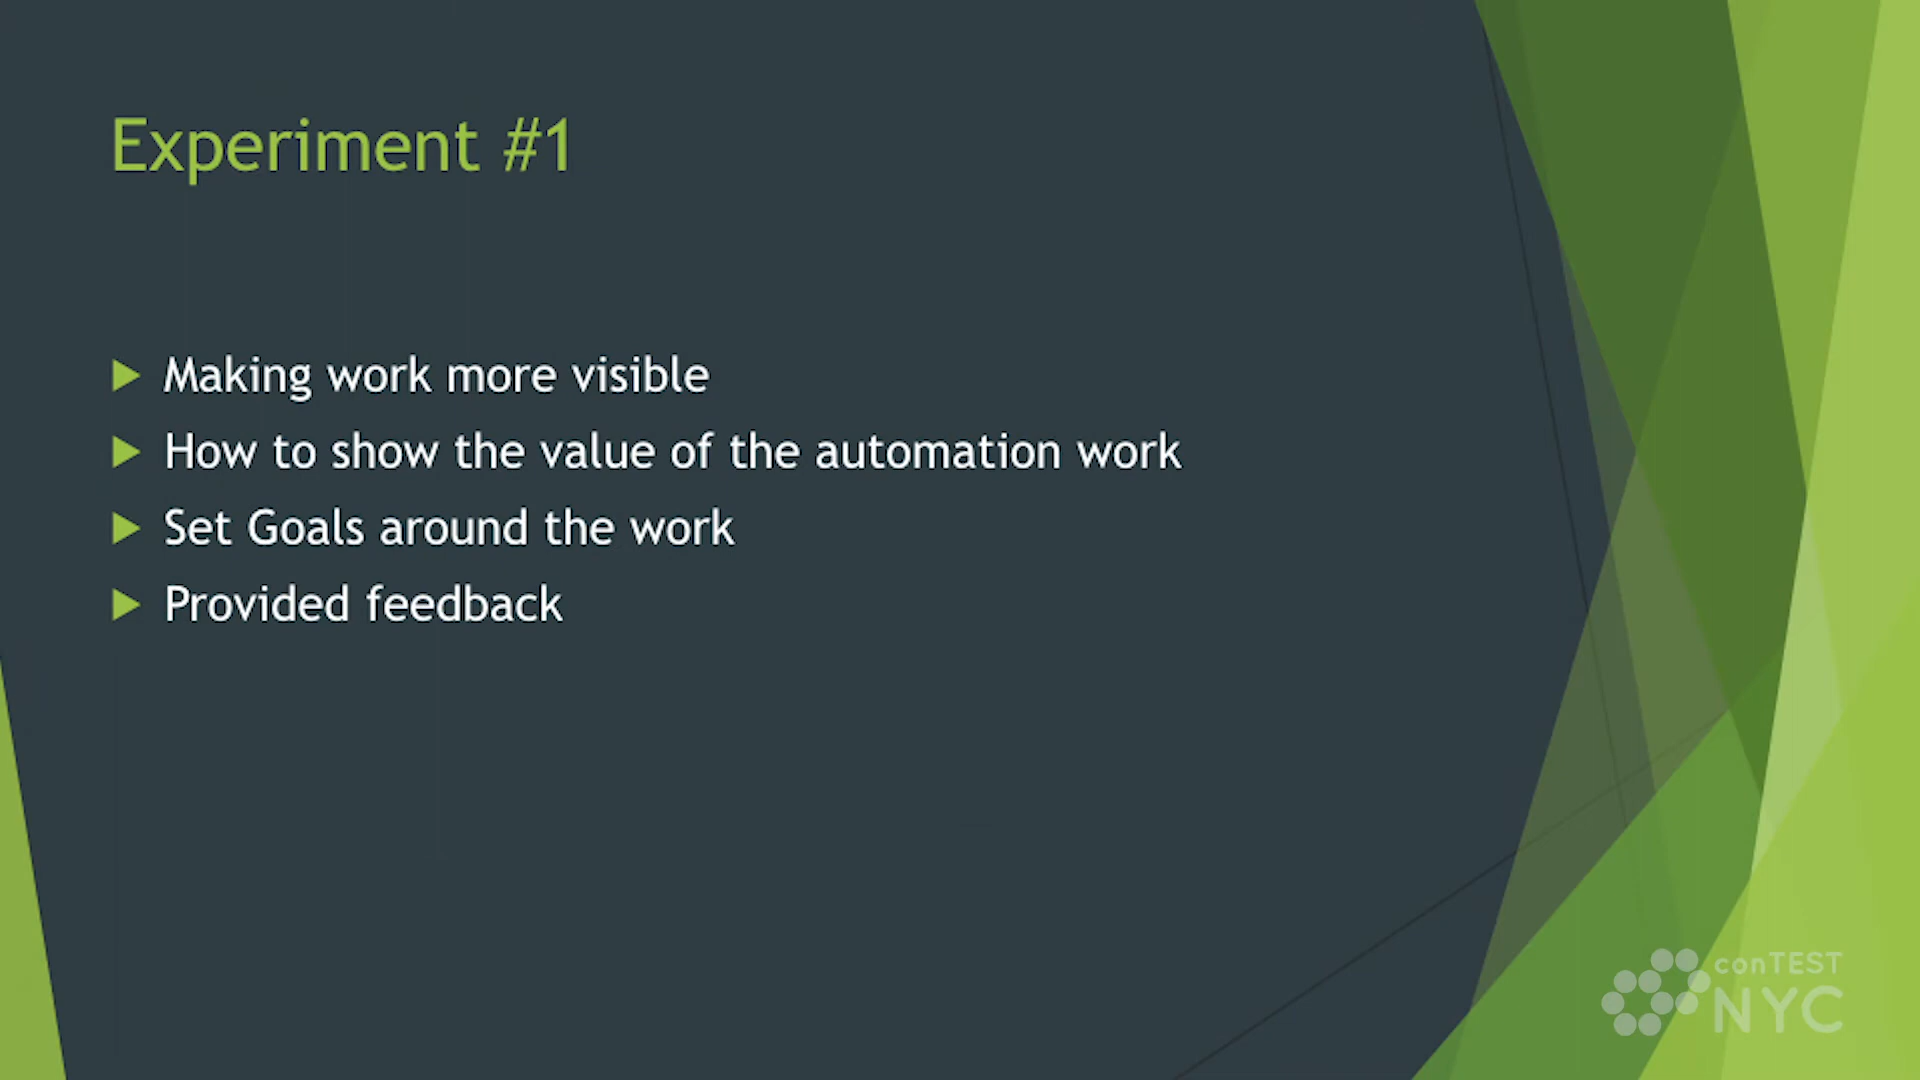 Experiment #1
Making work more visible
How to show the value of the automation work
Set Goals around the work
Provided feedback
conTEST
NYC